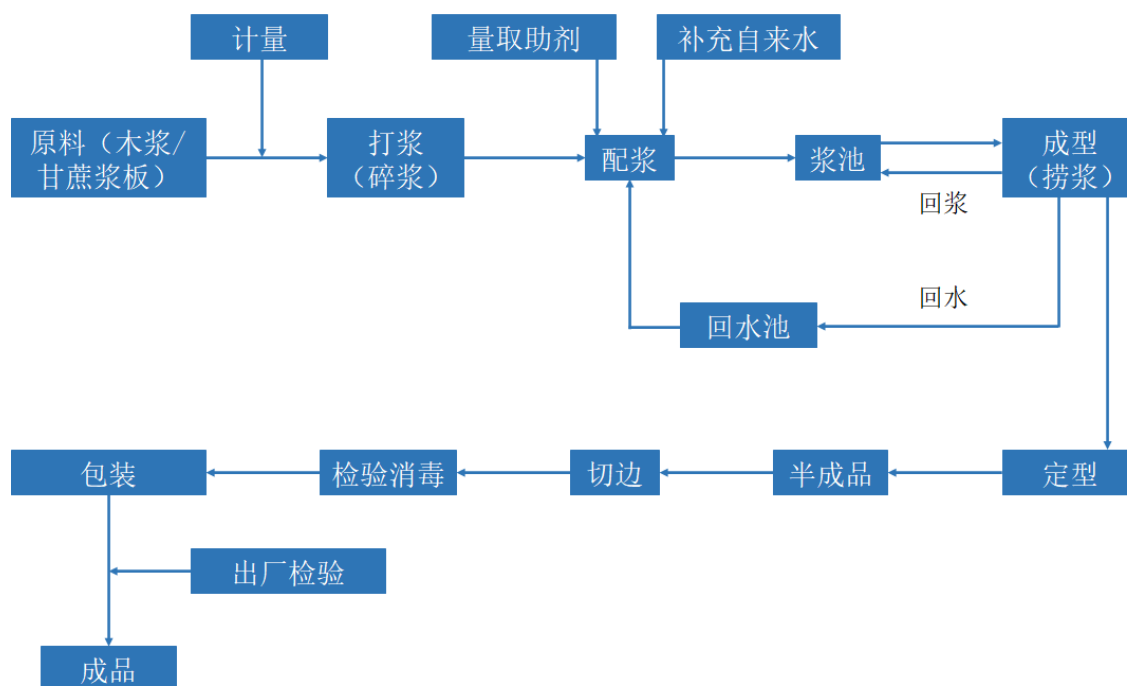 计量
量取助剂
补充自来水
原料（木浆/
甘蔗浆板）
打浆
（碎浆）
配浆
浆池
成型
（捞浆）
回浆
回水
回水池
包装
检验消毒
切边
半成品
定型
出厂检验
成品